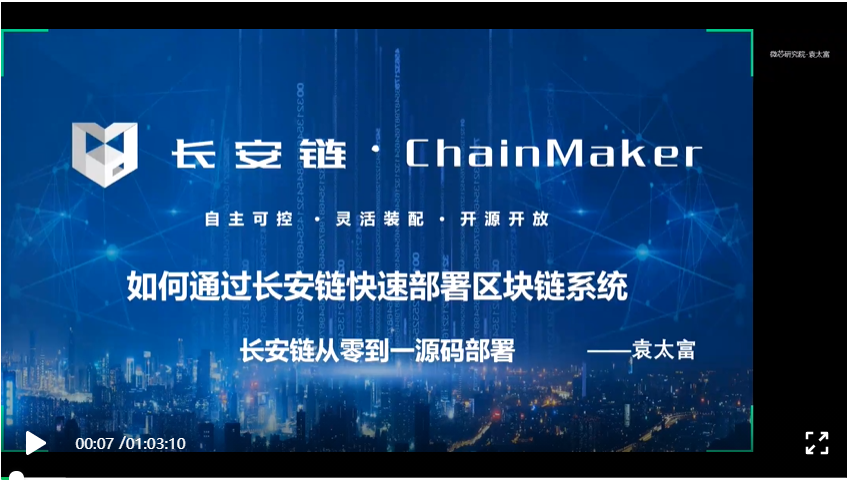 微芯研究院-袁太富
长安链·ChainMaker
自主可控 · 灵活装配 · 开源开放
如何通过长安链快速部署区块链系统
长安链从零到一源码部署 ——袁太富
00:07 /01:03:10